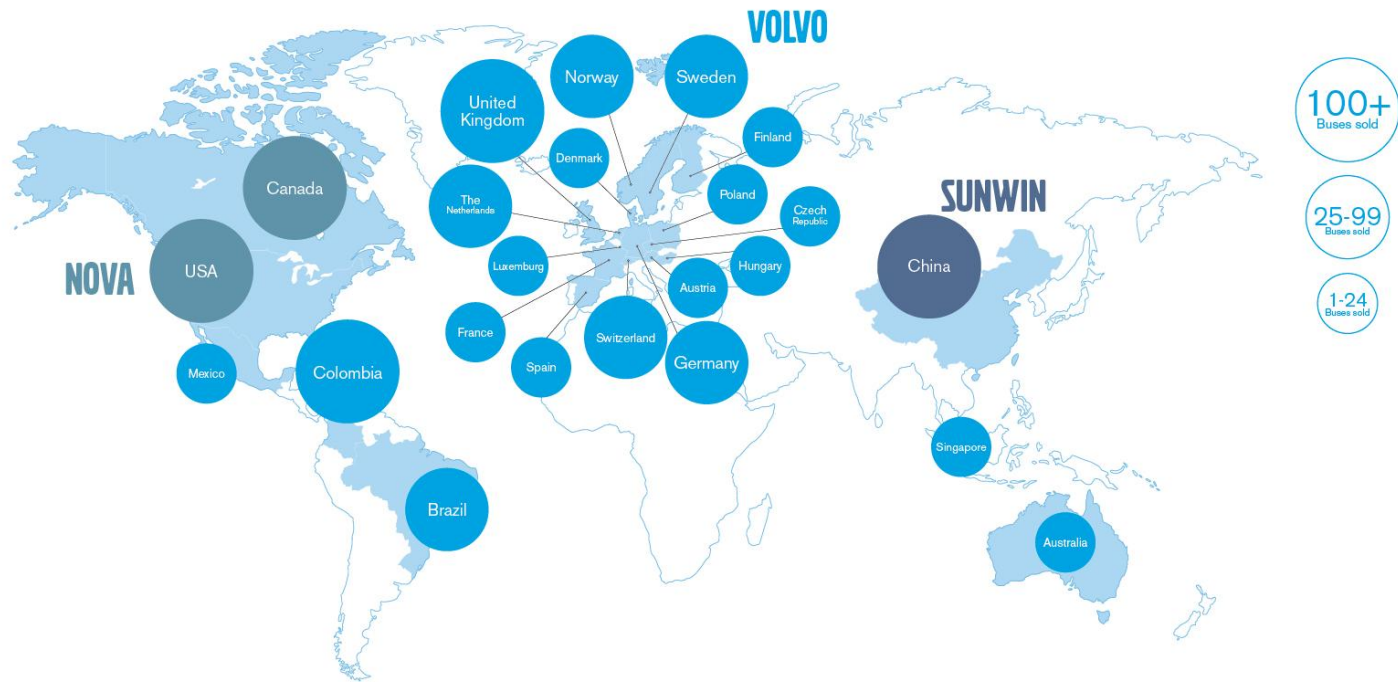 VOLVO
Norway
Sweden
United
Kingdom
Finland
Denmark
Canada
The
Netherlands
Poland
SUNWIN
Czech
Republic
NOVA
USA
Luxemburg
Hungary
China
Austria
France
Switzerland
Germany
Spain
Mexico
Colombia
Singapore
Brazil
Australia
100+
Buses sold
25-99
Buses sold
1-24
Buses sold